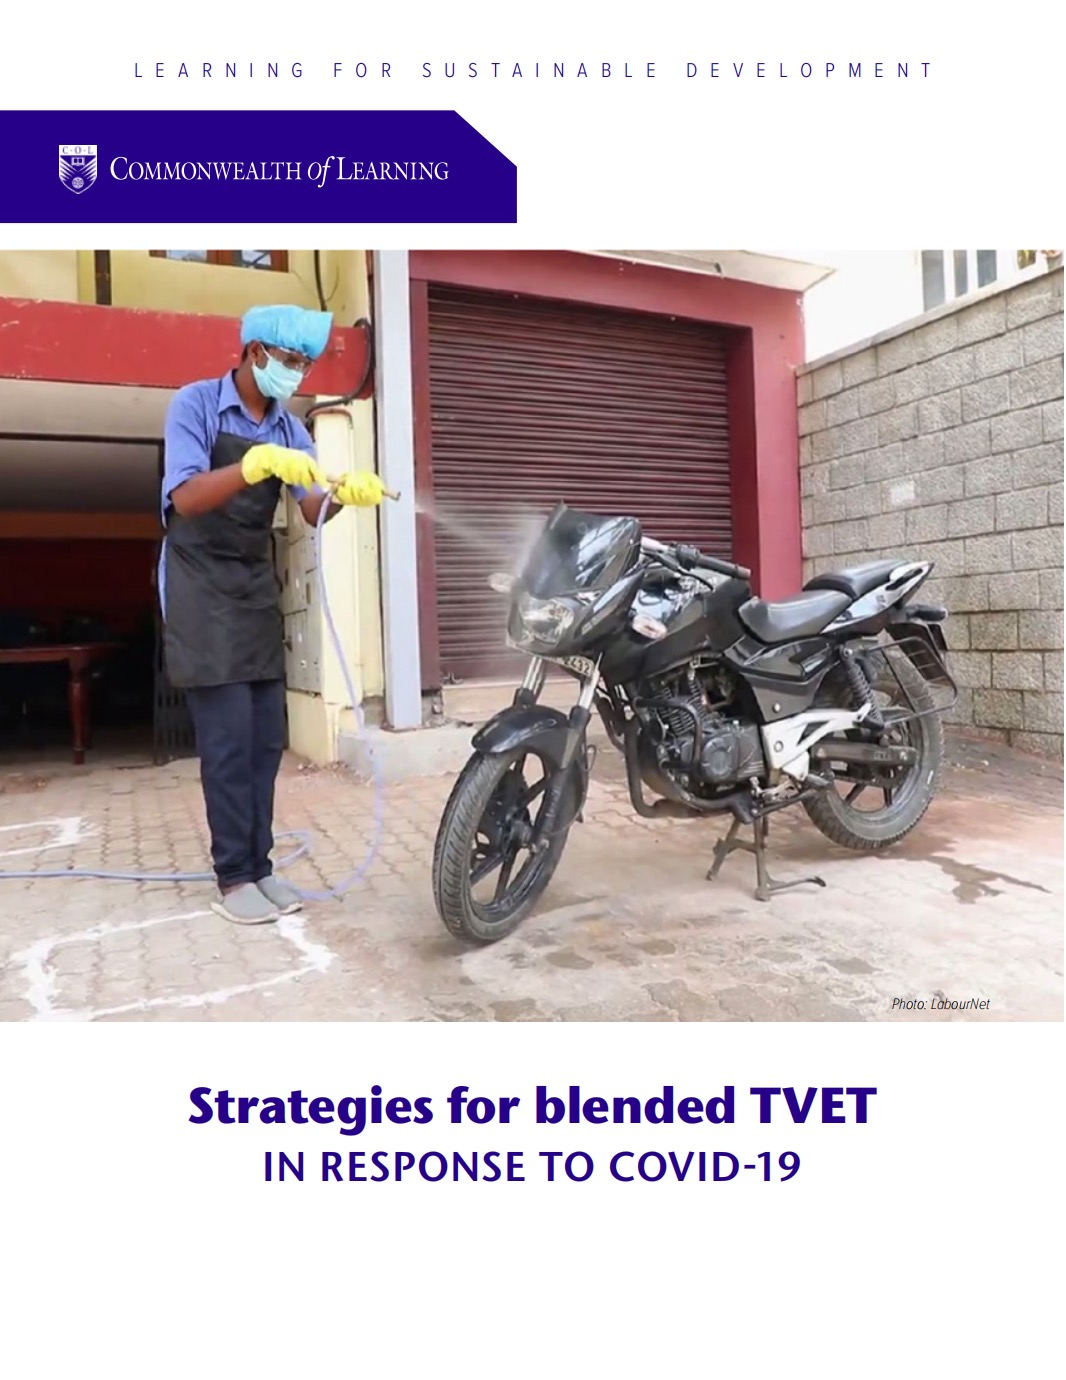 LEARNING FOR SUSTAINABLE DEVELOPMENT
C·O·L
COMMONWEALTH of LEARNING
Photo: LabourNet
Strategies for blended TVET
IN RESPONSE TO COVID-19